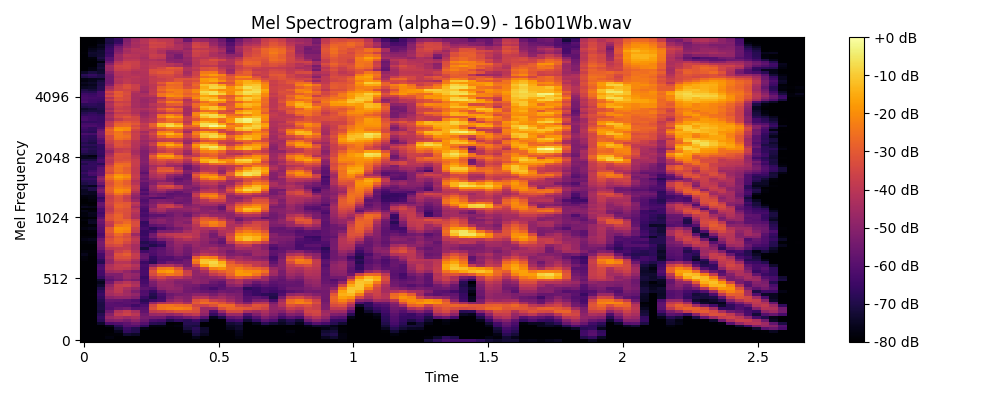 Mel Spectrogram (alpha=0.9) - 16b01Wb.wav
+0 dB
-10 dB
-20 dB
-30 dB
-40 dB
-50 dB
-60 dB
-70 dB
-80 dB
Mel Frequency
4096
2048
1024
512
0
0 0.5 1 1.5 2 2.5
Time